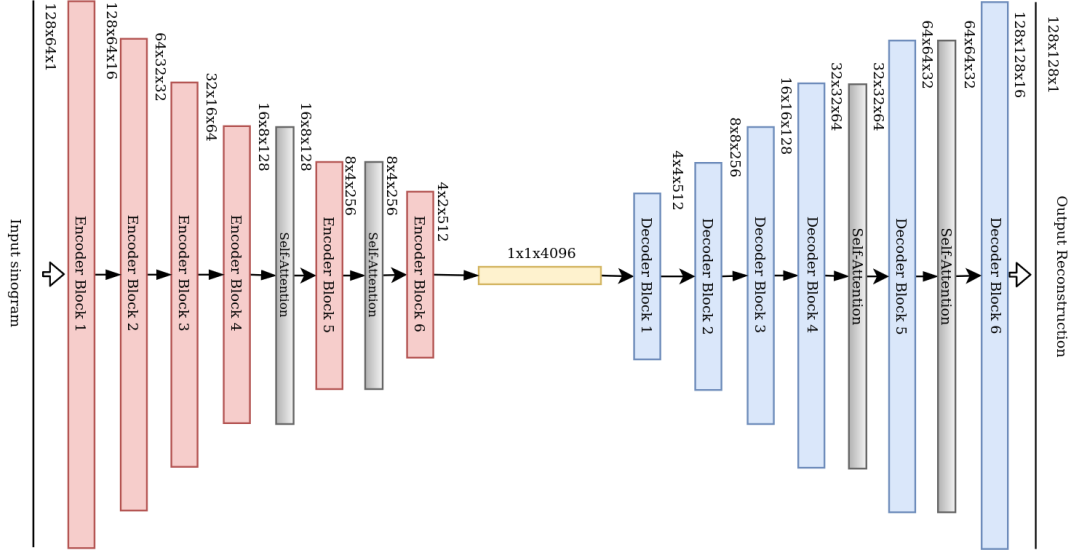 Input sinogram
128x64x1
Encoder Block 1
128x64x16
Encoder Block 2
64x32x32
Encoder Block 3
32x16x64
Encoder Block 4
16x8x128
Self-Attention
16x8x128
Encoder Block 5
8x4x256
Self-Attention
8x4x256
Encoder Block 6
4x2x512
1x1x4096
Decoder Block 1
4x4x512
Decoder Block 2
8x8x256
Decoder Block 3
16x16x128
Decoder Block 4
32x32x64
Self-Attention
32x32x64
Decoder Block 5
64x64x32
Self-Attention
64x64x32
Decoder Block 6
128x128x16
128x128x1
Output Reconstruction